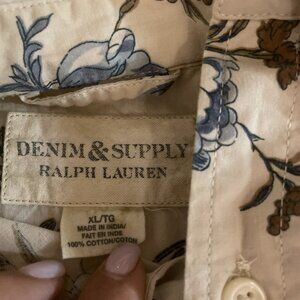 DENIM & SUPPLY
RALPH LAUREN
XL/TG
MADE IN INDIA/
FAIT EN INDE
100% COTTON/COTON